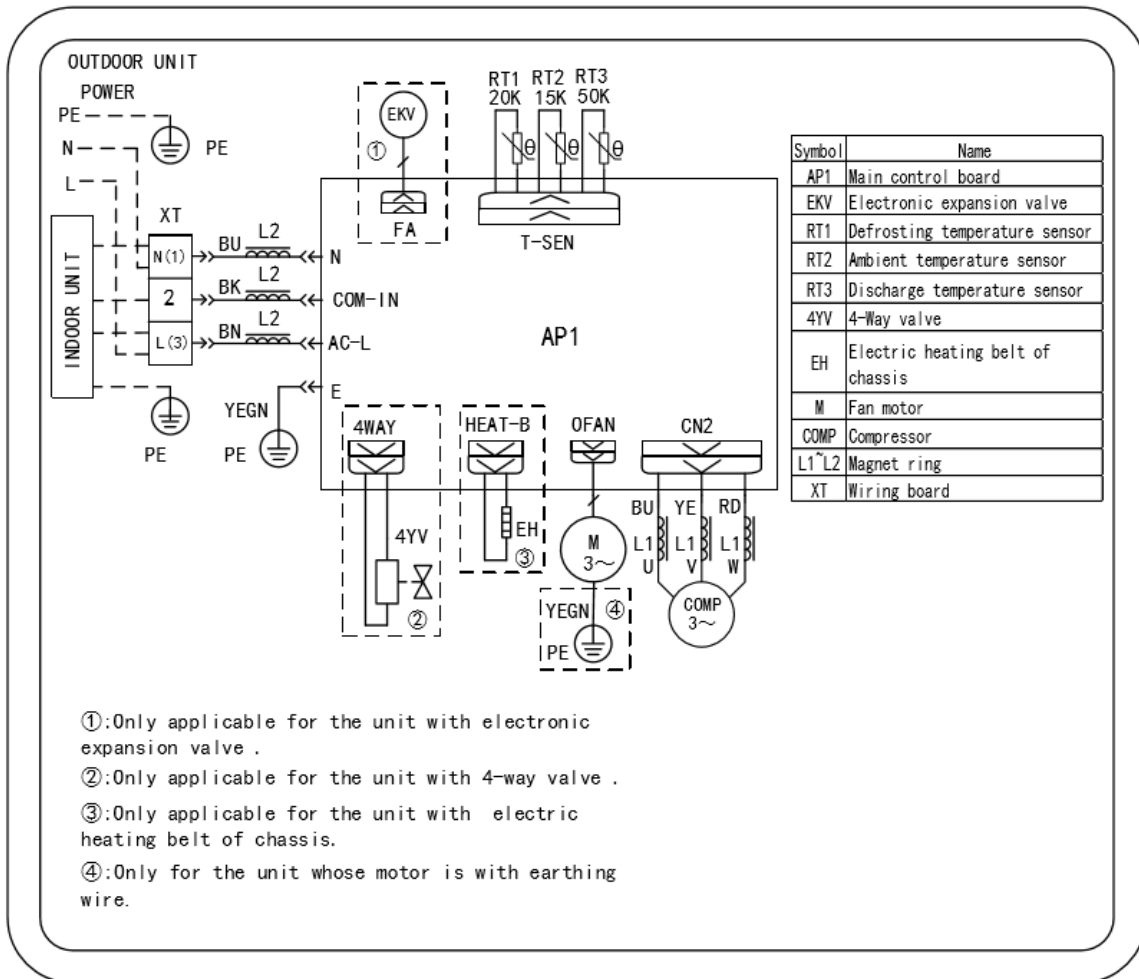 OUTDOOR UNIT
POWER
PE
N
L
PE
XT
INDOOR UNIT
N(1)
2
L(3)
BU
L2
BK
L2
BN
L2
N
COM-IN
AC-L
E
YEGN
PE
PE
EKV
①
FA
RT1 RT2 RT3
20K 15K 50K
θ θ θ
T-SEN
AP1
4WAY
4YV
②
HEAT-B
EH
③
OFAN
M
3~
YEGN ④
PE
CN2
BU YE RD
L1 L1 L1
U V W
COMP
3~
Symbol Name
AP1 Main control board
EKV Electronic expansion valve
RT1 Defrosting temperature sensor
RT2 Ambient temperature sensor
RT3 Discharge temperature sensor
4YV 4-Way valve
EH Electric heating belt of
chassis
M Fan motor
COMP Compressor
L1~L2 Magnet ring
XT Wiring board
①:Only applicable for the unit with electronic
expansion valve .
②:Only applicable for the unit with 4-way valve .
③:Only applicable for the unit with electric
heating belt of chassis.
④:Only for the unit whose motor is with earthing
wire.